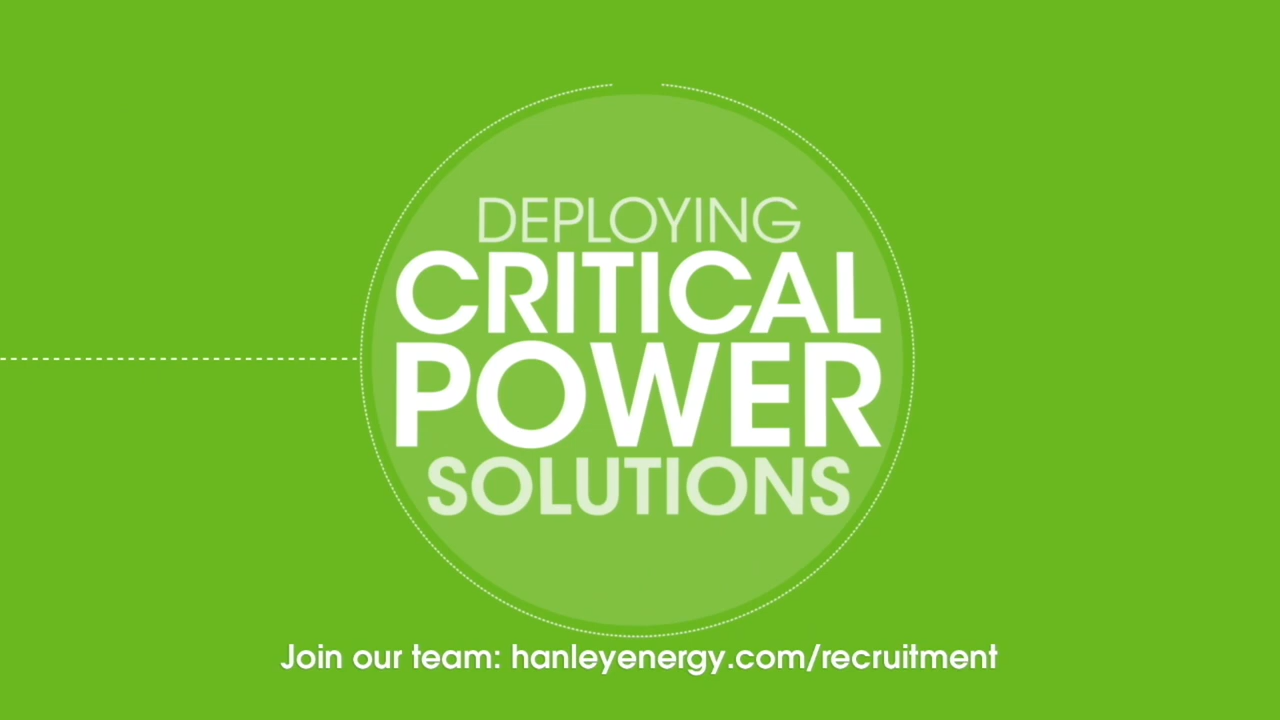 DEPLOYING
CRITICAL
POWER
SOLUTIONS
Join our team: hanleyenergy.com/recruitment